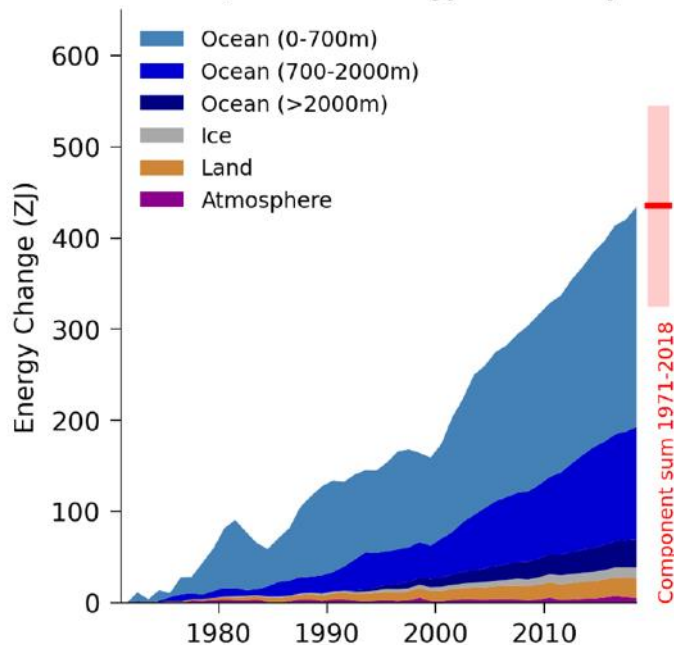 600
500
400
300
200
100
0
Energy Change (ZJ)
Ocean (0-700m)
Ocean (700-2000m)
Ocean (>2000m)
Ice
Land
Atmosphere
Component sum 1971-2018
1980
1990
2000
2010